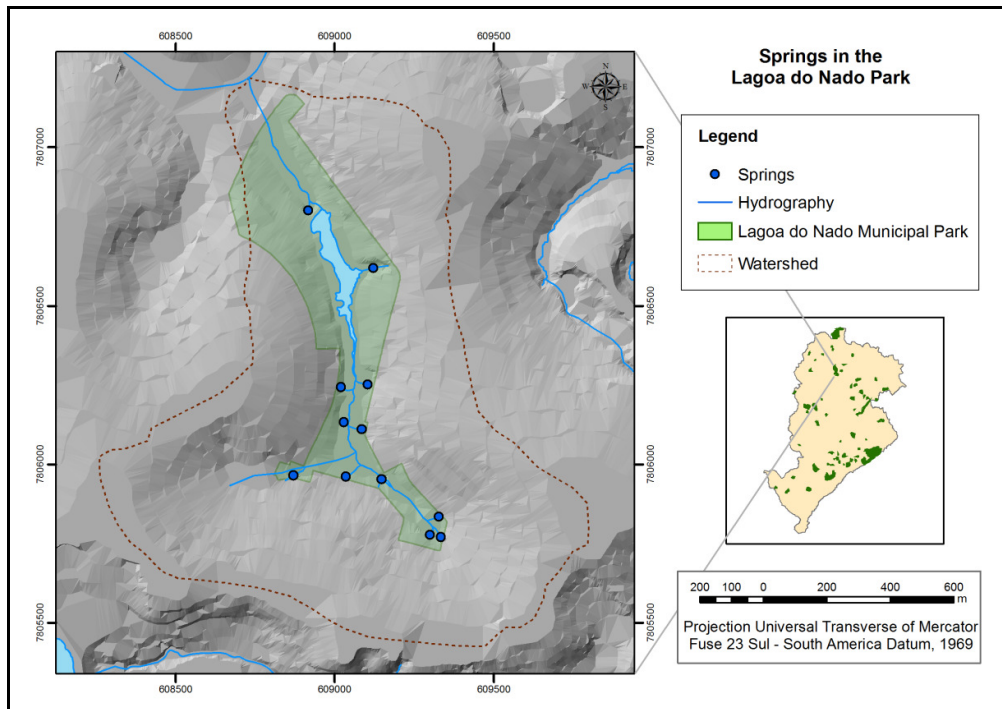 608500 609000 609500
N
W E
S
7807000 7807000
7806500 7806500
7806000 7806000
7805500 7805500
608500 609000 609500
Springs in the
Lagoa do Nado Park
Legend
Springs
Hydrography
Lagoa do Nado Municipal Park
Watershed
200 100 0 200 400 600
m
Projection Universal Transverse of Mercator
Fuse 23 Sul - South America Datum, 1969